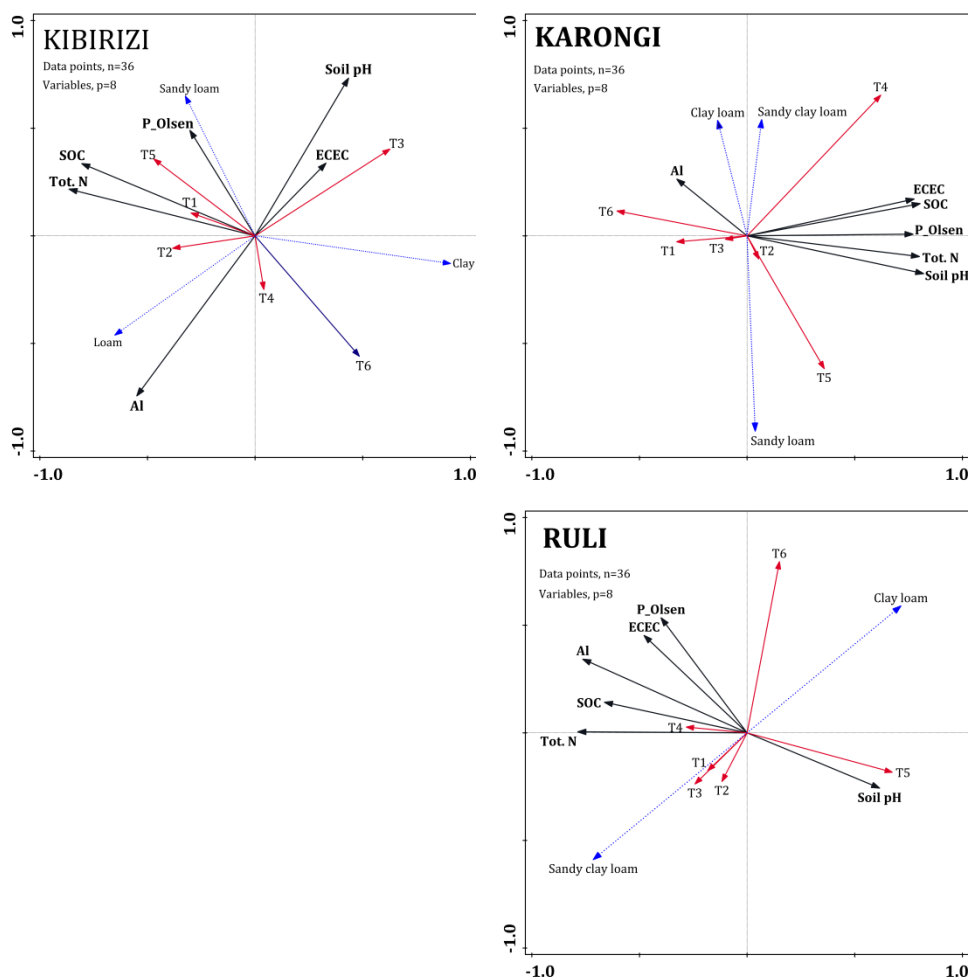 1.0
KIBIRIZI
Data points, n=36
Variables, p=8
Soil pH
Sandy loam
P_Olsen
T3
SOC
T5
ECEC
Tot. N
T1
T2
Clay
T4
Loam
T6
Al
-1.0
-1.0
1.0
1.0
KARONGI
Data points, n=36
Variables, p=8
T4
Clay loam
Sandy clay loam
Al
ECEC
SOC
T6
P_Olsen
T1
T3
T2
Tot. N
Soil pH
T5
Sandy loam
-1.0
-1.0
1.0
1.0
RULI
Data points, n=36
Variables, p=8
T6
Clay loam
P_Olsen
ECEC
Al
SOC
T4
Tot. N
T1
T5
T3
T2
Soil pH
Sandy clay loam
-1.0
-1.0
1.0